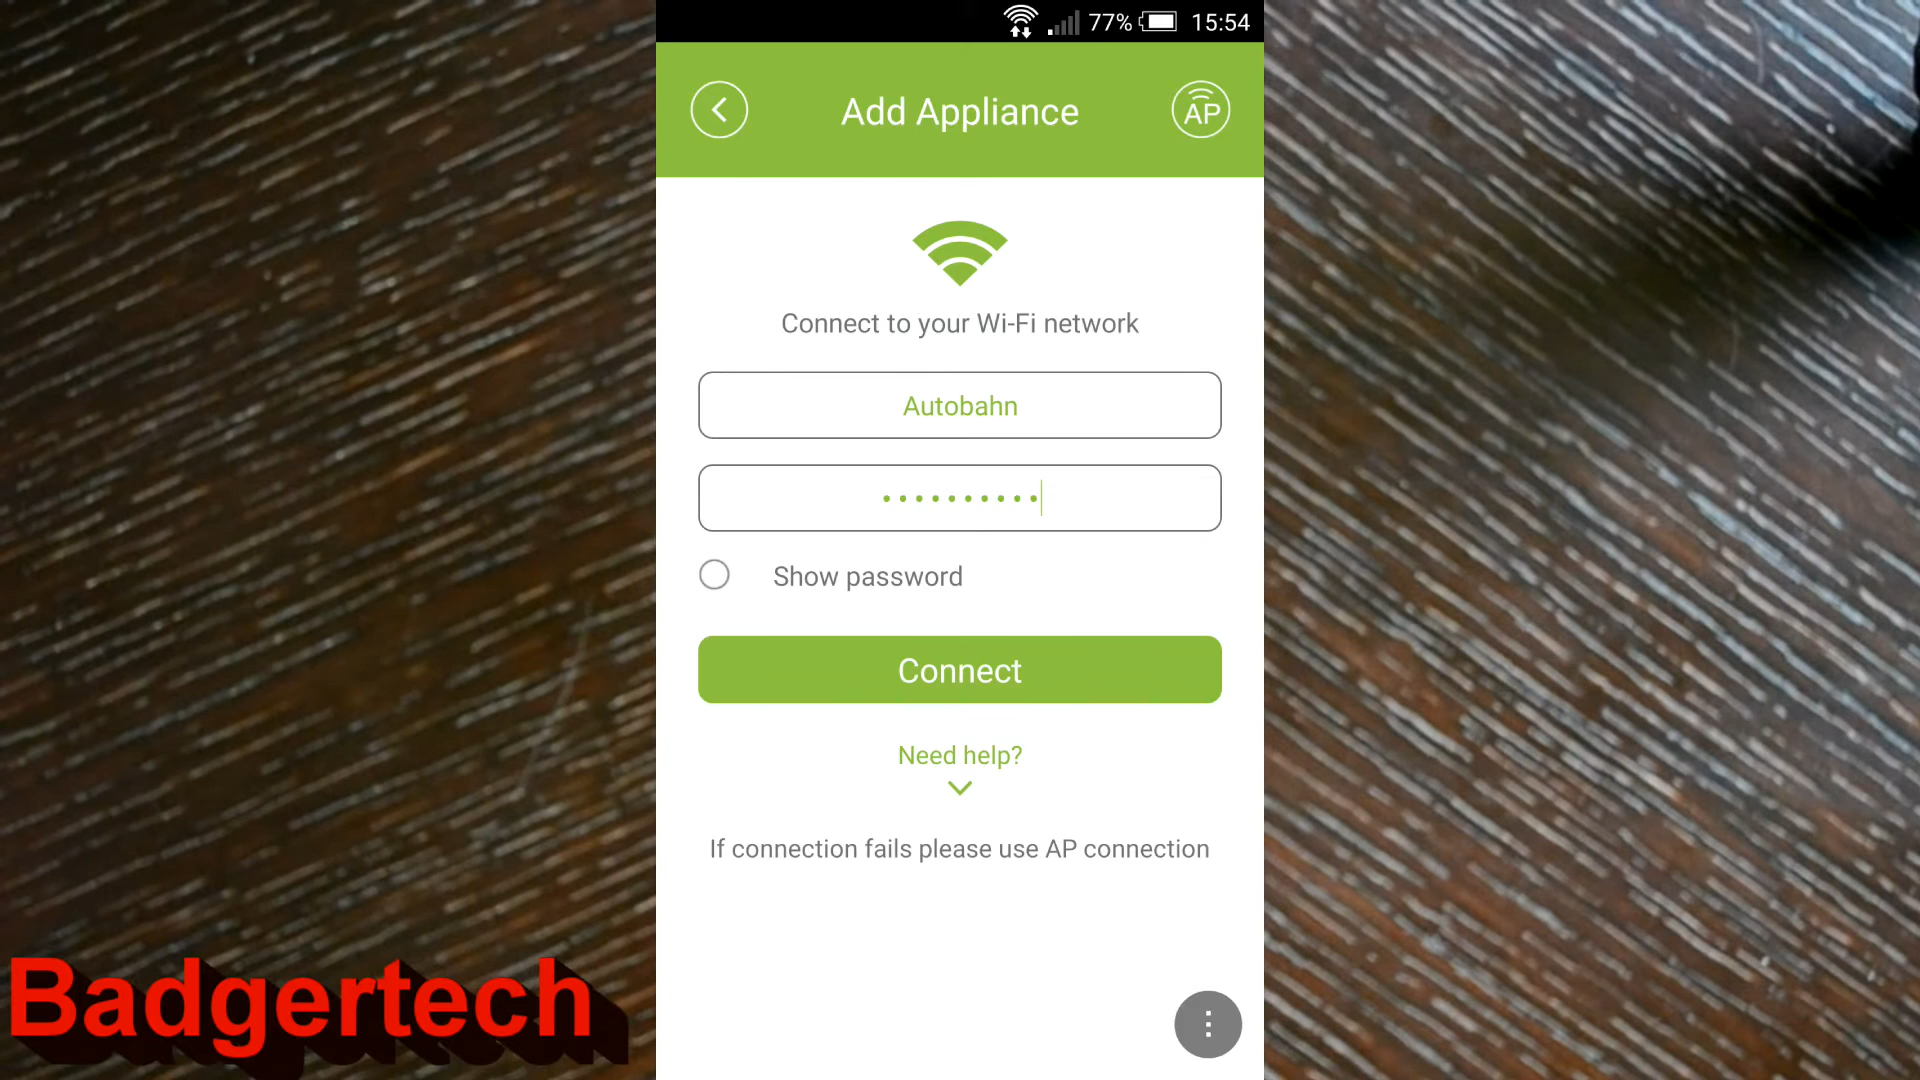 77% 15:54
Add Appliance
AP
Connect to your Wi-Fi network
Autobahn
••••••••••
Show password
Connect
Need help?
If connection fails please use AP connection
Badgertech